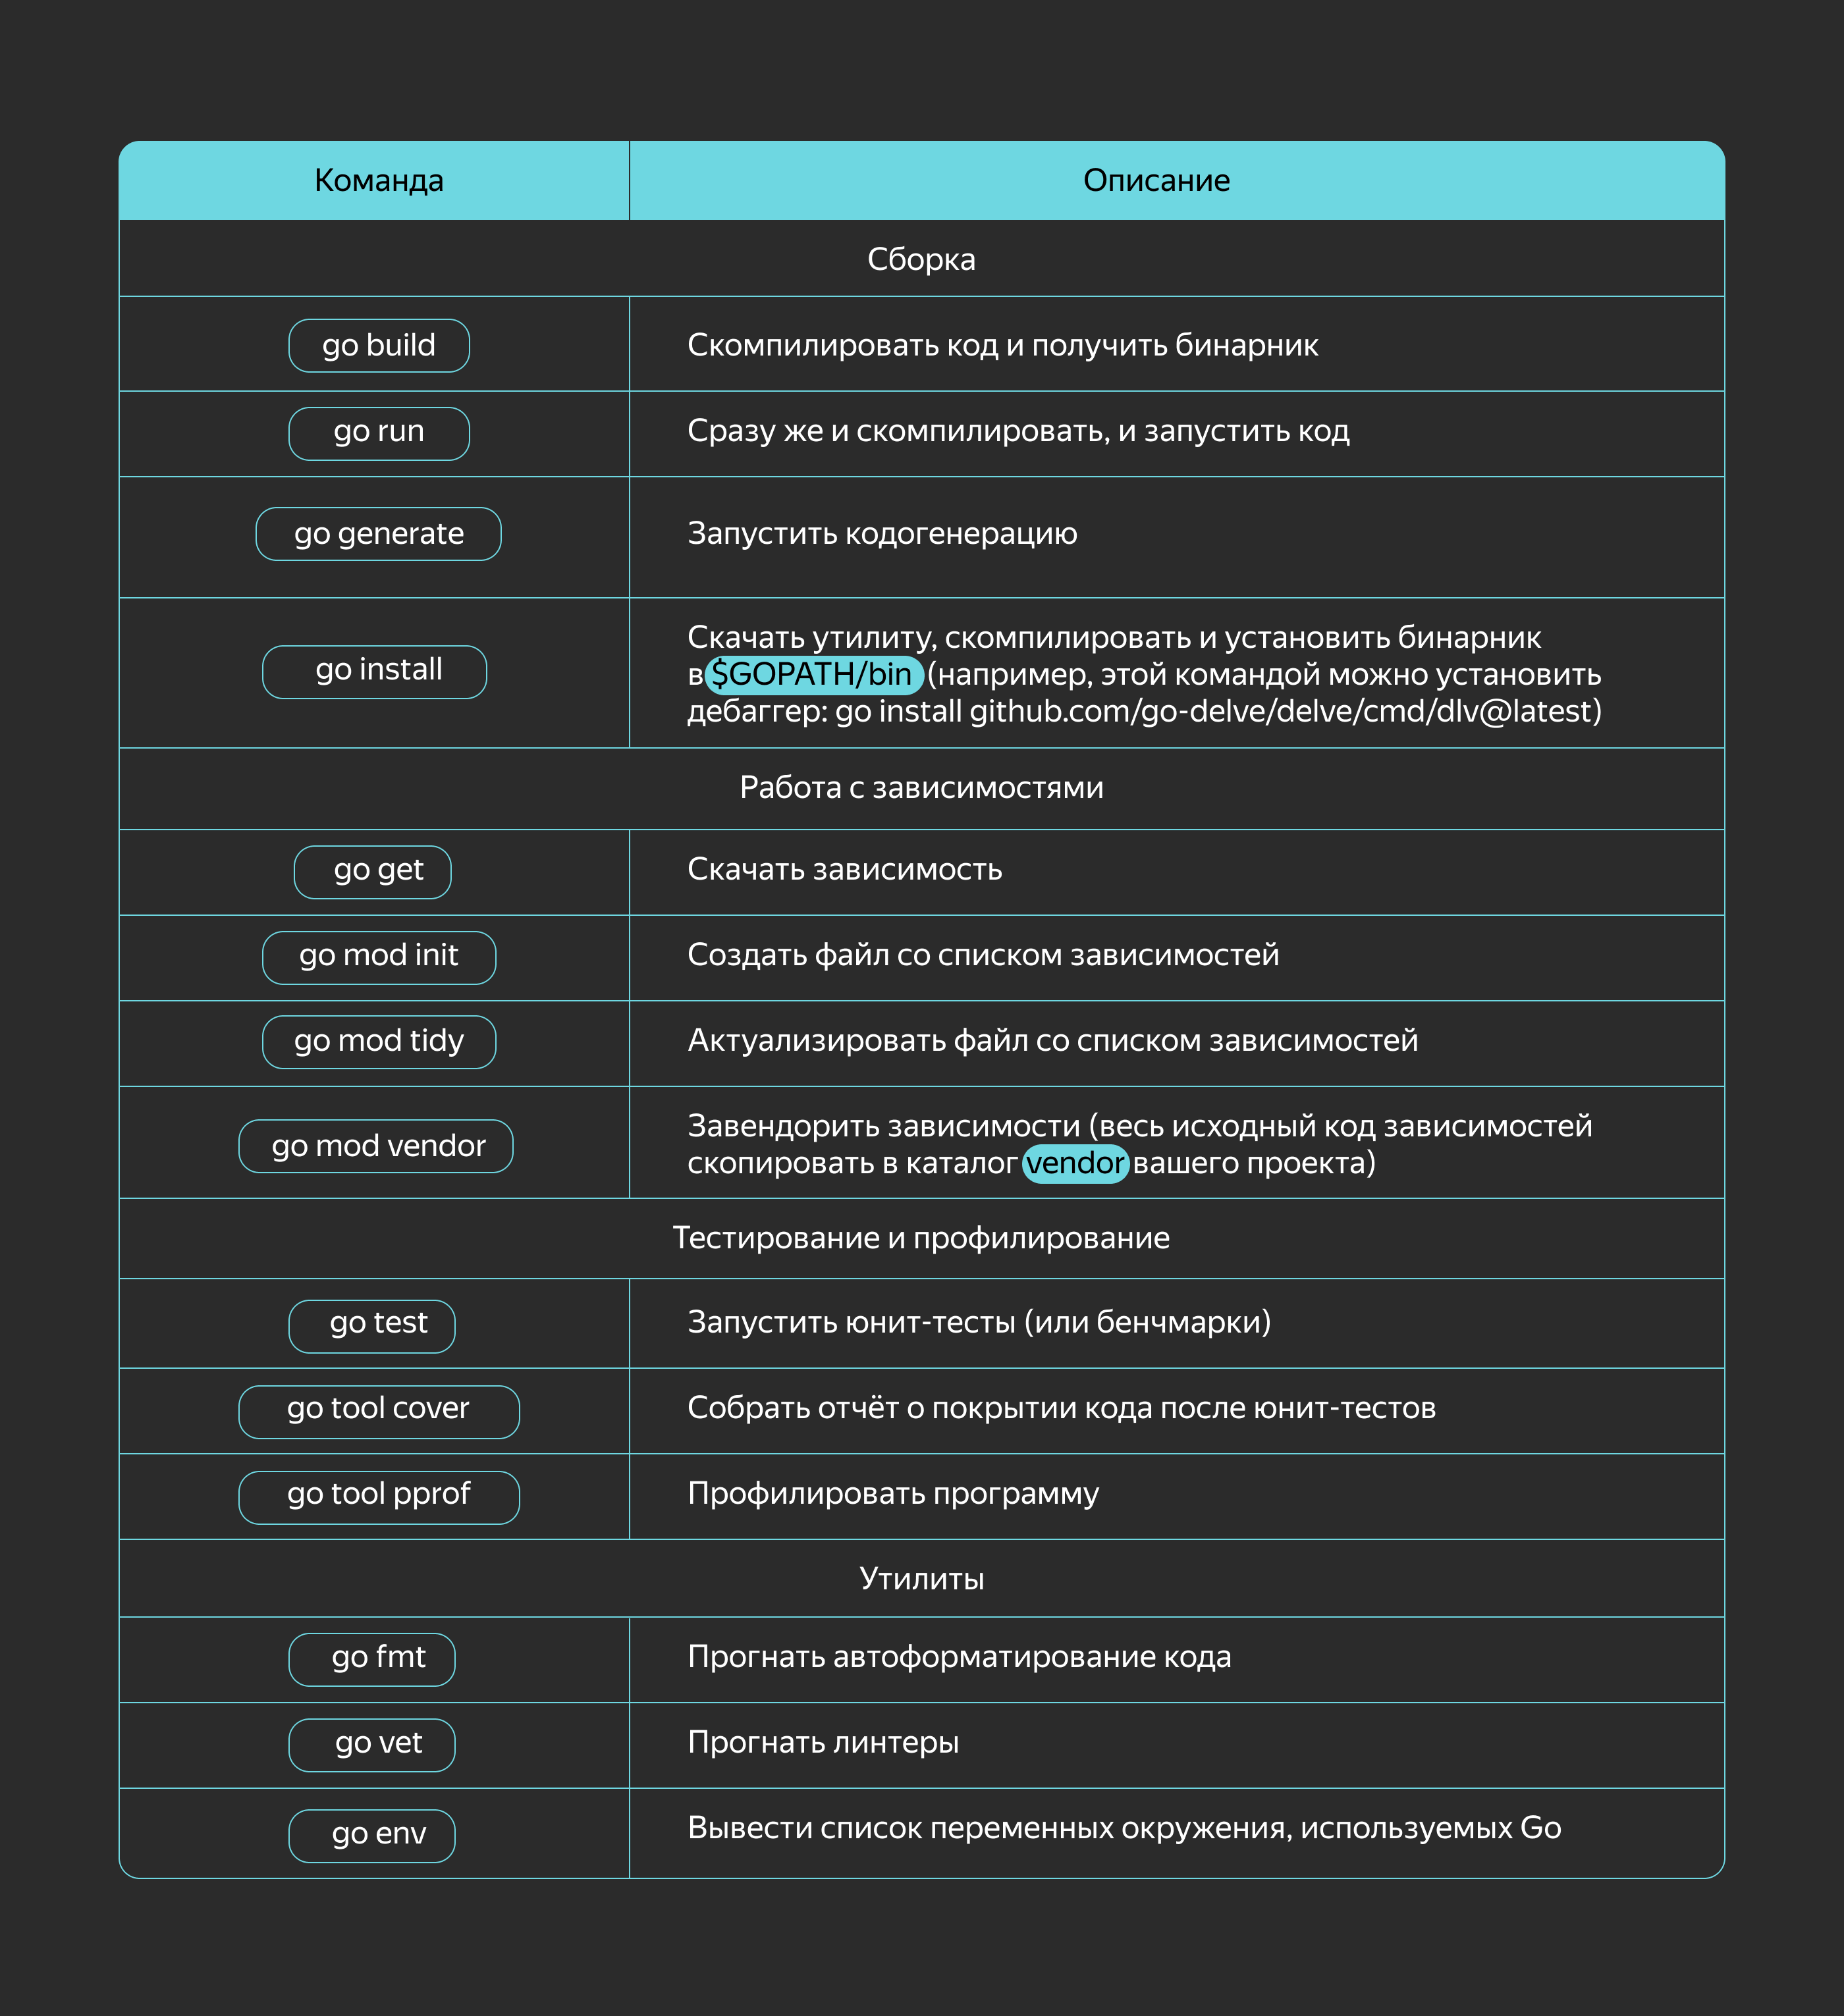 Команда
Описание
Сборка
go build
Скомпилировать код и получить бинарник
go run
Сразу же и скомпилировать, и запустить код
go generate
Запустить кодогенерацию
go install
Скачать утилиту, скомпилировать и установить бинарник
в $GOPATH/bin (например, этой командой можно установить
дебаггер: go install github.com/go-delve/delve/cmd/dlv@latest)
Работа с зависимостями
go get
Скачать зависимость
go mod init
Создать файл со списком зависимостей
go mod tidy
Актуализировать файл со списком зависимостей
go mod vendor
Завендорить зависимости (весь исходный код зависимостей
скопировать в каталог vendor вашего проекта)
Тестирование и профилирование
go test
Запустить юнит-тесты (или бенчмарки)
go tool cover
Собрать отчёт о покрытии кода после юнит-тестов
go tool pprof
Профилировать программу
Утилиты
go fmt
Прогнать автоформатирование кода
go vet
Прогнать линтеры
go env
Вывести список переменных окружения, используемых Go